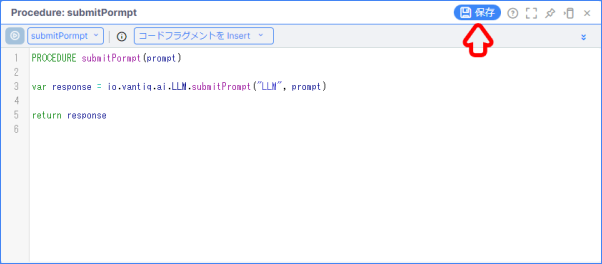 Procedure: submitPormpt
保存
submitPormpt
コードフラグメントを Insert
1 PROCEDURE submitPormpt(prompt)
2
3 var response = io.vantiq.ai.LLM.submitPrompt("LLM", prompt)
4
5 return response
6